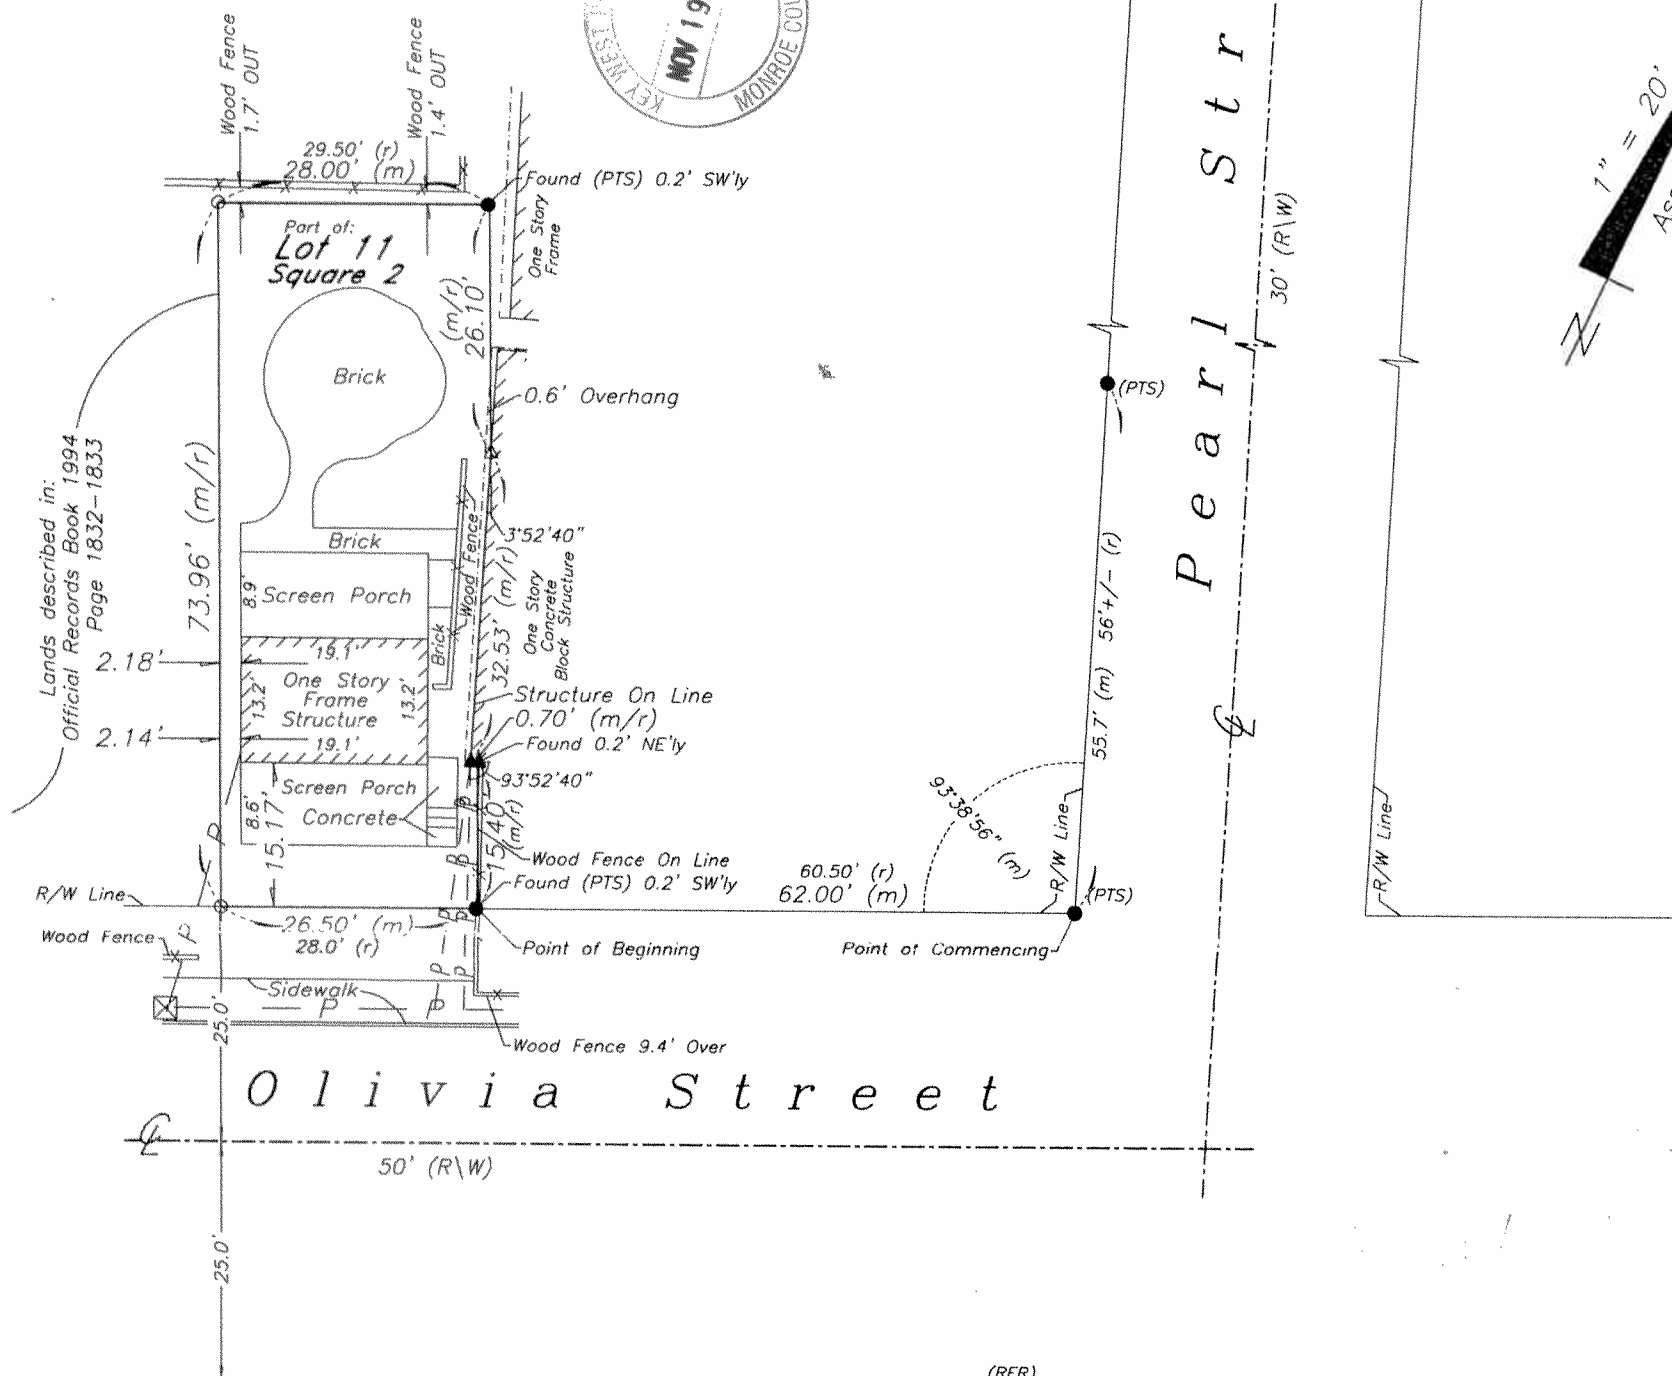 Wood Fence
1.7' OUT
Wood Fence
1.4' OUT
KEY WEST
NOV 19
MONROE COU
29.50' (r)
28.00' (m)
Found (PTS) 0.2' SW'ly
Part of:
Lot 11
Square 2
One Story
Frame
(m/r)
26.10'
Brick
0.6' Overhang
Lands described in:
Official Records Book 1994
Page 1832-1833
73.96' (m/r)
3°52'40"
Brick
Wood Fence
Screen Porch
8.9'
Brick
32.53' (m/r)
One Story
Concrete
Block Structure
2.18'
19.1'
One Story
Frame
Structure
13.2'
13.2'
19.1'
2.14'
Structure On Line
0.70' (m/r)
Found 0.2' NE'ly
93°52'40"
Screen Porch
Concrete
8.6'
15.17'
15.40
(m/r)
P
P
P
Wood Fence On Line
Found (PTS) 0.2' SW'ly
R/W Line
26.50' (m)
28.0' (r)
Wood Fence
P
P
P
P
P
Point of Beginning
Sidewalk
P
P
25.0'
Wood Fence 9.4' Over
60.50' (r)
62.00' (m)
93°38'56" (m)
R/W Line
(PTS)
Point of Commencing
55.7' (m) 56'+/- (r)
(PTS)
Pearl Str
30' (R\W)
CL
R/W Line
1" = 20'
Ass
N
Olivia Street
CL
50' (R\W)
25.0'
(RER)